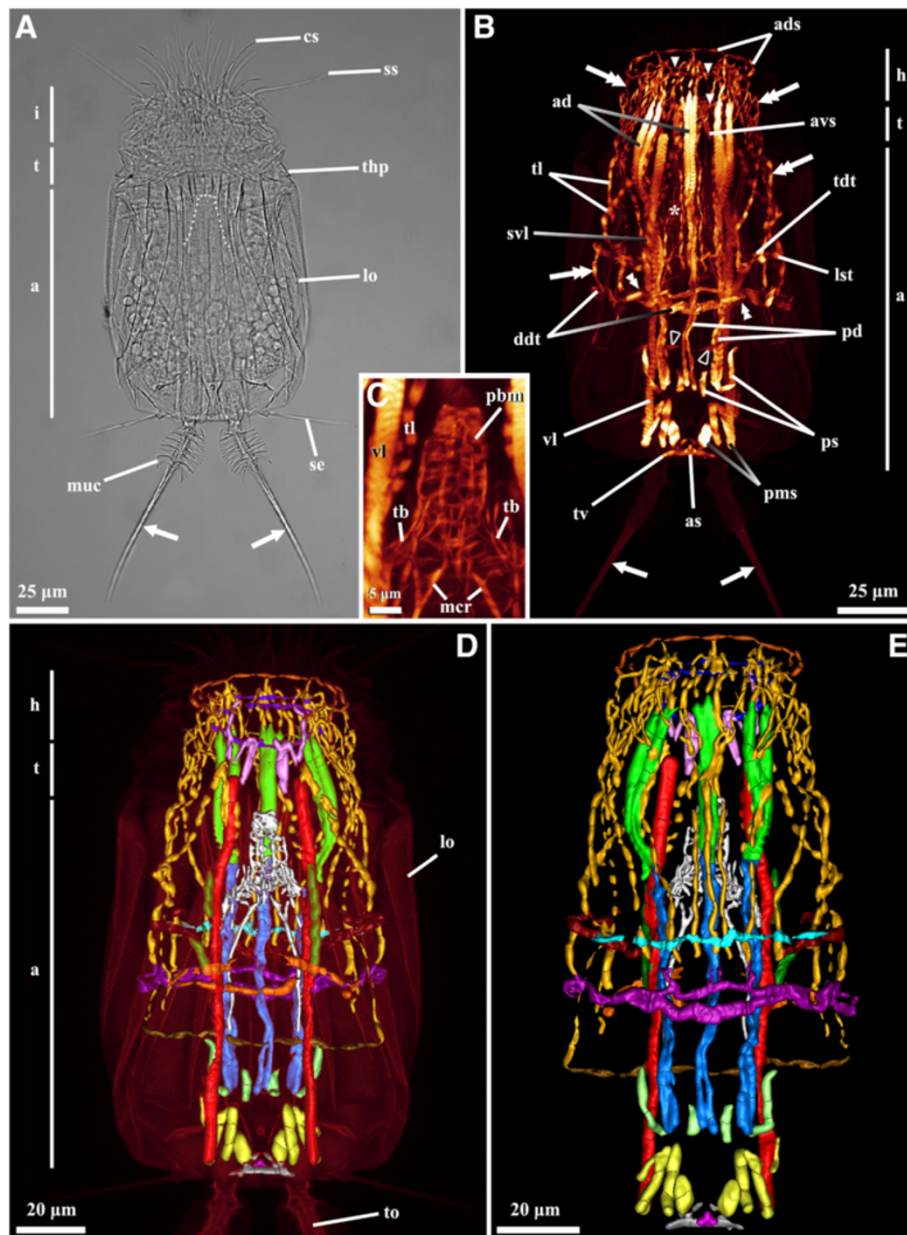 A
cs
ss
i
t
thp
a
lo
se
muc
25 µm
B
ads
h
ad
t
avs
tl
tdt
svl
lst
a
ddt
pd
vl
ps
tv
as
pms
25 µm
C
pbm
tl
vl
tb
tb
mcr
5 µm
D
h
t
lo
a
20 µm
to
E
20 µm